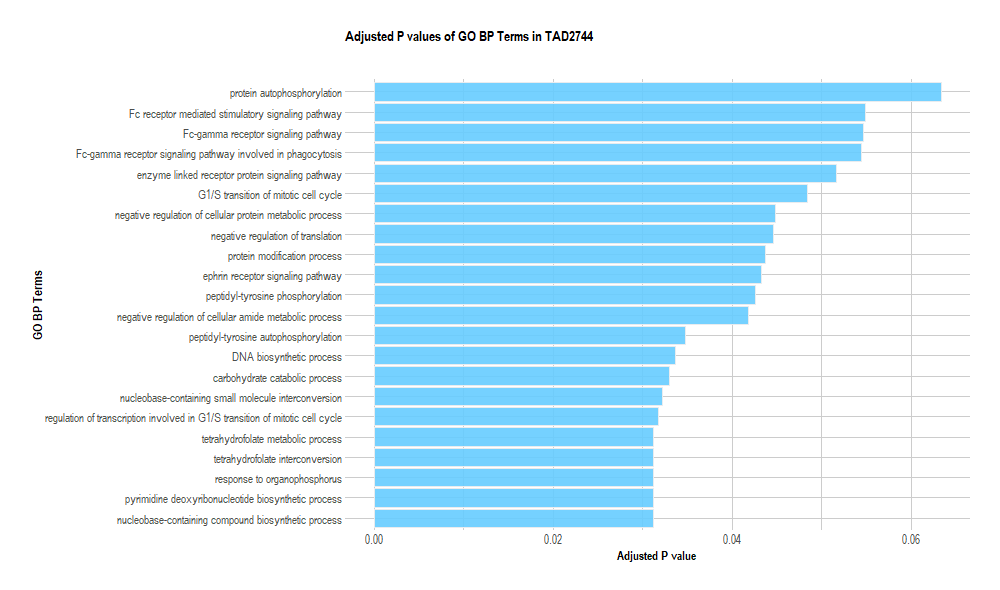 Adjusted P values of GO BP Terms in TAD2744
GO BP Terms
protein autophosphorylation
Fc receptor mediated stimulatory signaling pathway
Fc-gamma receptor signaling pathway
Fc-gamma receptor signaling pathway involved in phagocytosis
enzyme linked receptor protein signaling pathway
G1/S transition of mitotic cell cycle
negative regulation of cellular protein metabolic process
negative regulation of translation
protein modification process
ephrin receptor signaling pathway
peptidyl-tyrosine phosphorylation
negative regulation of cellular amide metabolic process
peptidyl-tyrosine autophosphorylation
DNA biosynthetic process
carbohydrate catabolic process
nucleobase-containing small molecule interconversion
regulation of transcription involved in G1/S transition of mitotic cell cycle
tetrahydrofolate metabolic process
tetrahydrofolate interconversion
response to organophosphorus
pyrimidine deoxyribonucleotide biosynthetic process
nucleobase-containing compound biosynthetic process
0.00 0.02 0.04 0.06
Adjusted P value